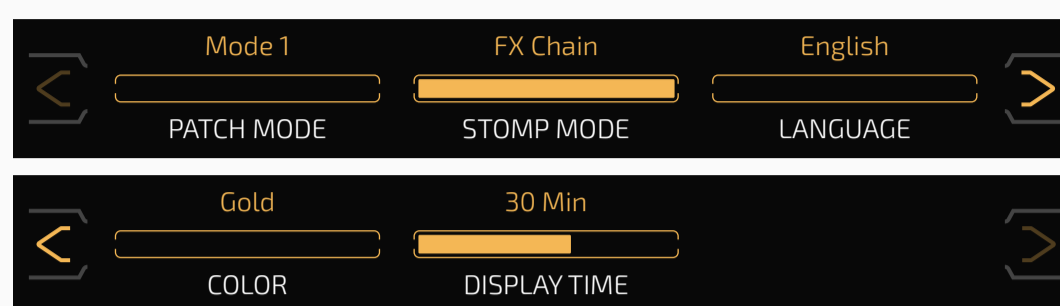 Mode 1 FX Chain English
PATCH MODE STOMP MODE LANGUAGE
Gold 30 Min
COLOR DISPLAY TIME